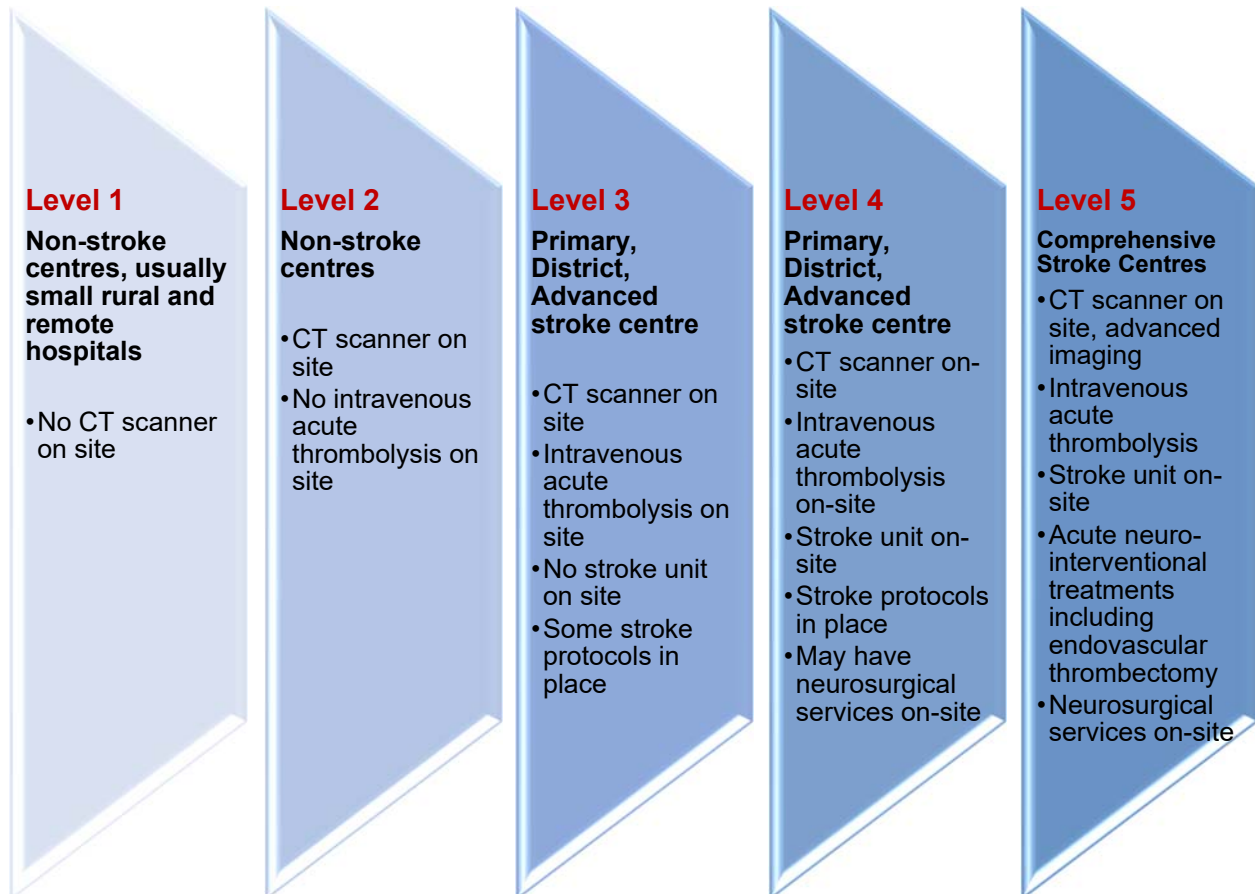 Level 1
Non-stroke
centres, usually
small rural and
remote
hospitals
•No CT scanner
on site
Level 2
Non-stroke
centres
•CT scanner on
site
•No intravenous
acute
thrombolysis on
site
Level 3
Primary,
District,
Advanced
stroke centre
•CT scanner on
site
•Intravenous
acute
thrombolysis on
site
•No stroke unit
on site
•Some stroke
protocols in
place
Level 4
Primary,
District,
Advanced
stroke centre
•CT scanner on-
site
•Intravenous
acute
thrombolysis
on-site
•Stroke unit on-
site
•Stroke protocols
in place
•May have
neurosurgical
services on-site
Level 5
Comprehensive
Stroke Centres
•CT scanner on
site, advanced
imaging
•Intravenous
acute
thrombolysis
•Stroke unit on-
site
•Acute neuro-
interventional
treatments
including
endovascular
thrombectomy
•Neurosurgical
services on-site